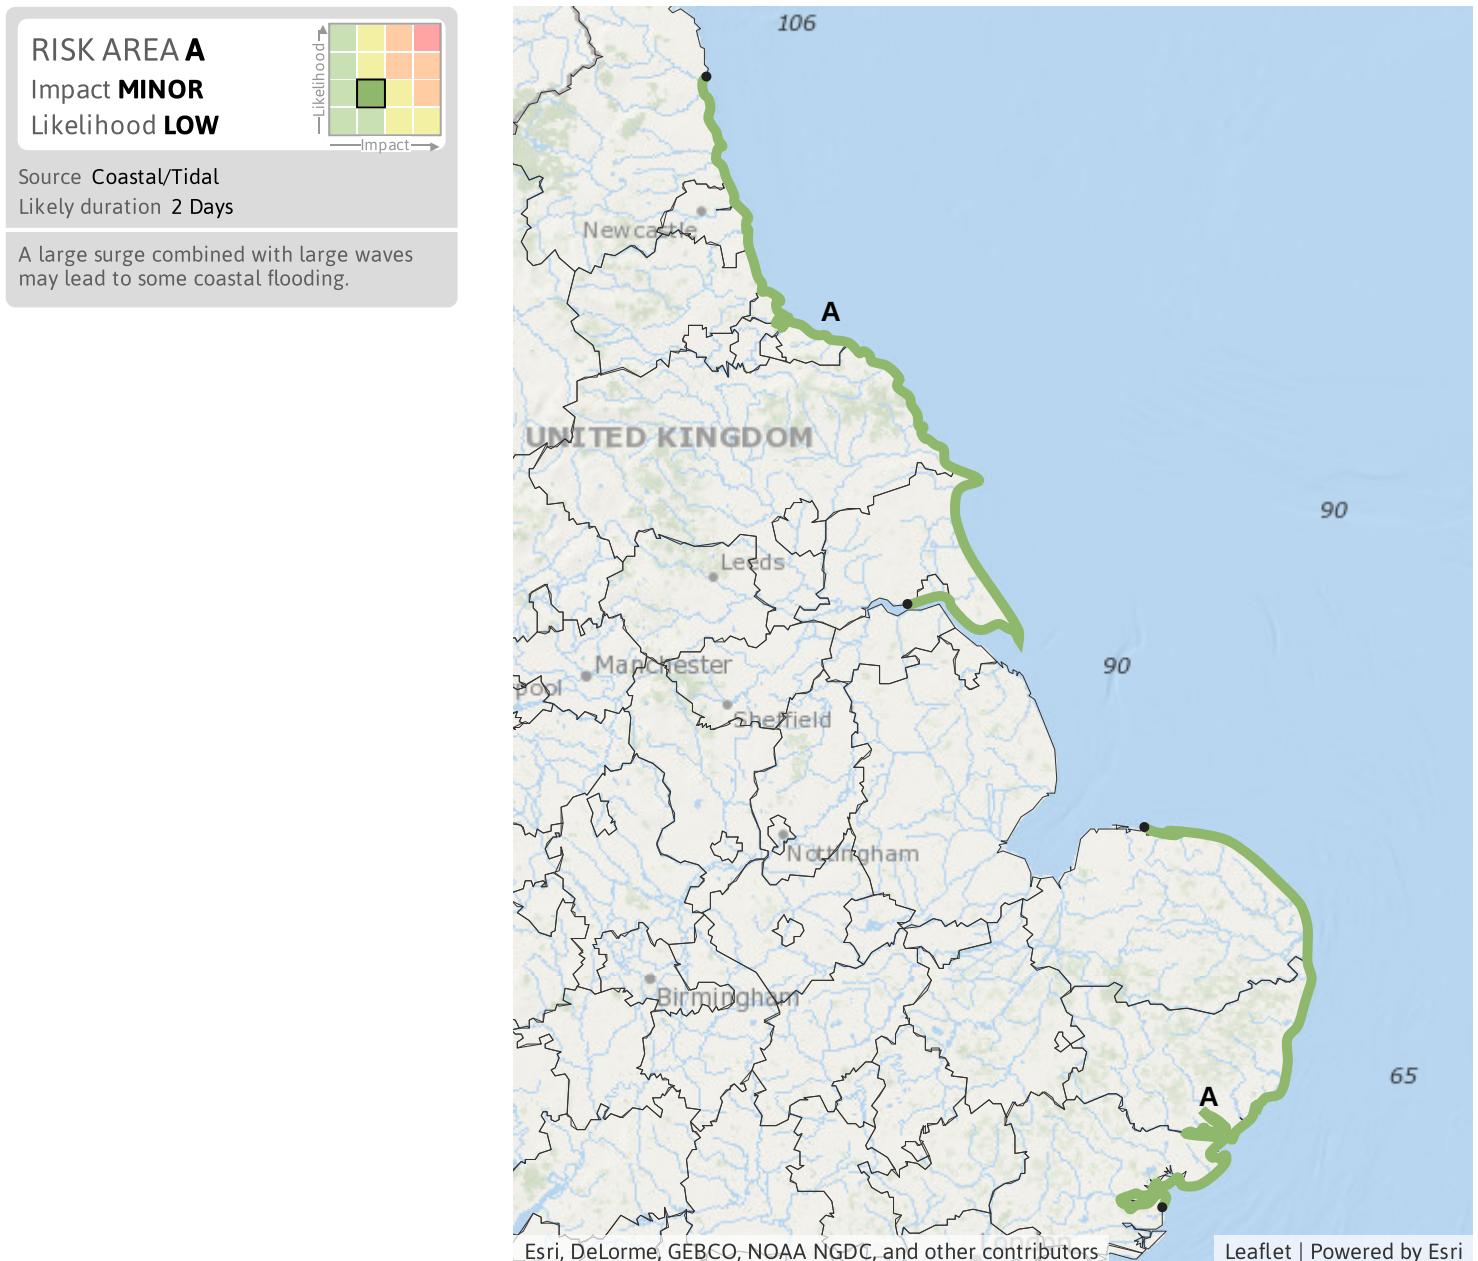 RISK AREA A
Impact MINOR
Likelihood LOW
Likelihood
Impact
Source Coastal/Tidal
Likely duration 2 Days
A large surge combined with large waves
may lead to some coastal flooding.
106
Newcastle
A
UNITED KINGDOM
90
Leeds
Manchester
90
pool
Sheffield
Nottingham
Birmingham
65
A
London
Esri, DeLorme, GEBCO, NOAA NGDC, and other contributors
Leaflet | Powered by Esri